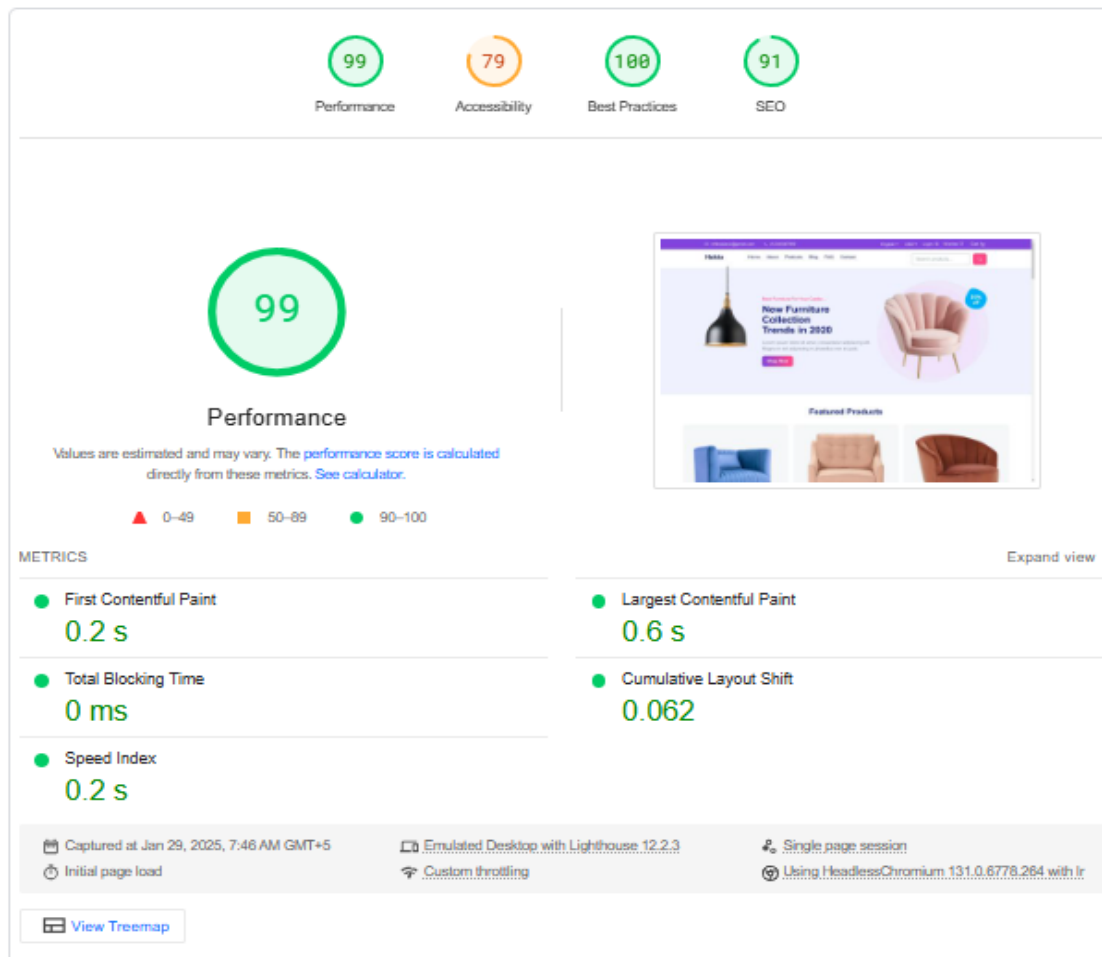 99
79
100
91
Performance
Accessibility
Best Practices
SEO
99
Performance
Values are estimated and may vary. The performance score is calculated
directly from these metrics. See calculator.
0–49
50–89
90–100
Hekto
Home
Products
Blog
New Furniture
Collection
Trends in 2020
Featured Products
METRICS
Expand view
First Contentful Paint
0.2 s
Largest Contentful Paint
0.6 s
Total Blocking Time
0 ms
Cumulative Layout Shift
0.062
Speed Index
0.2 s
Captured at Jan 29, 2025, 7:46 AM GMT+5
Emulated Desktop with Lighthouse 12.2.3
Single page session
Initial page load
Custom throttling
Using HeadlessChromium 131.0.6778.264 with lr
View Treemap